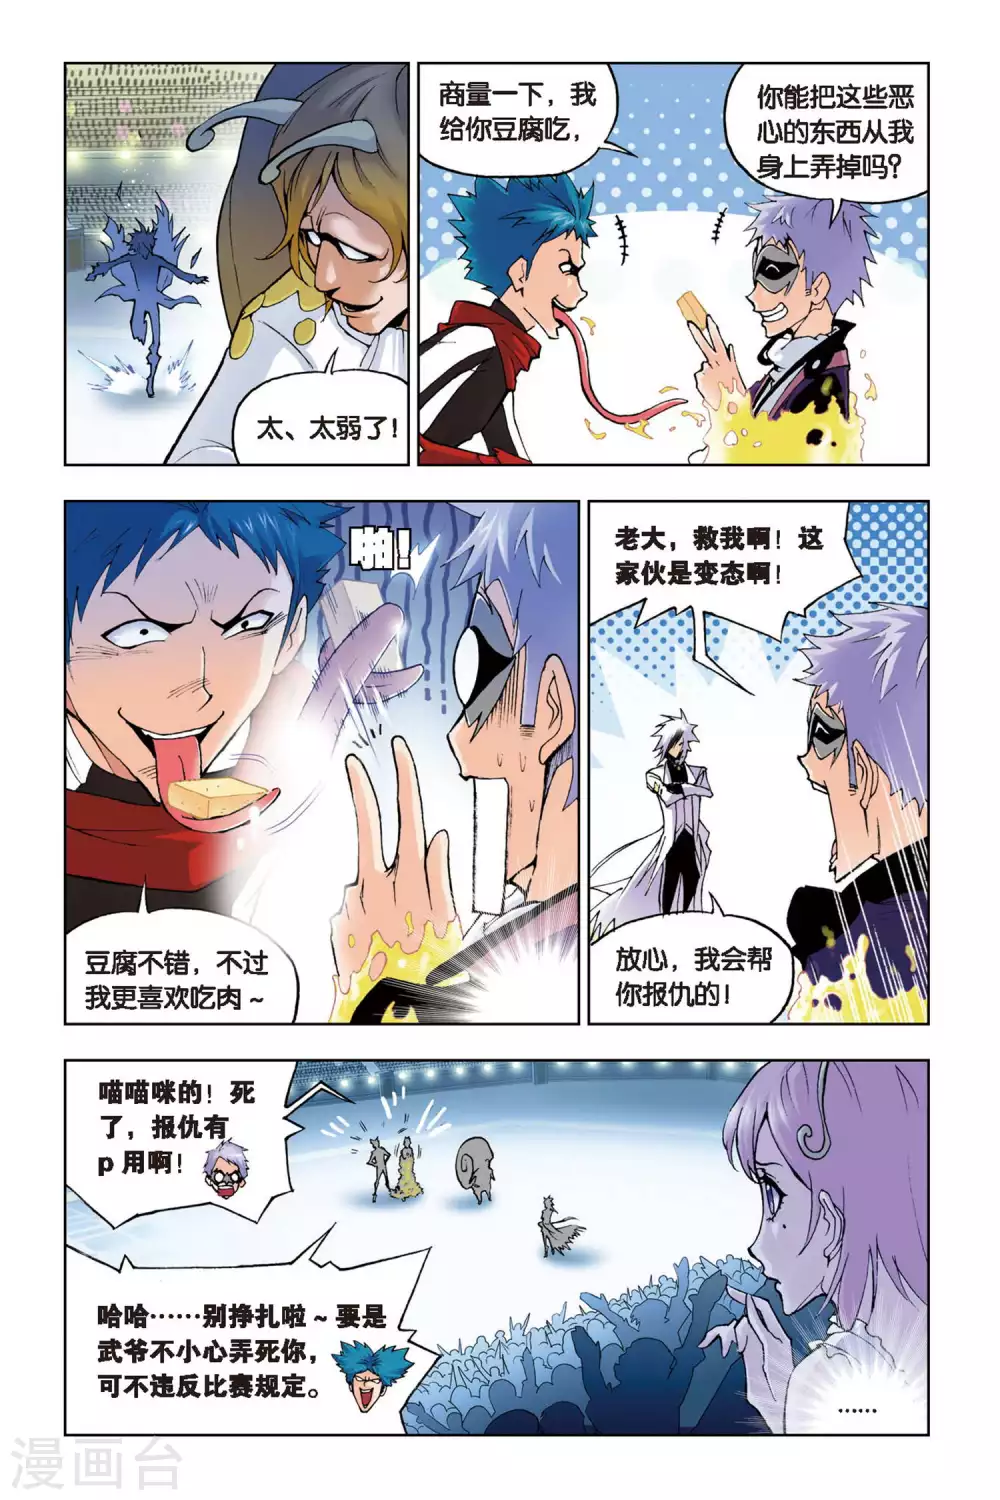 太、太弱了！
商量一下，我
给你豆腐吃，
你能把这些恶
心的东西从我
身上弄掉吗？
啪！
豆腐不错，不过
我更喜欢吃肉～
老大，救我啊！这
家伙是变态啊！
放心，我会帮
你报仇的！
喵喵咪的！死
了，报仇有
p用啊！
哈哈……别挣扎啦～要是
武爷不小心弄死你，
可不违反比赛规定。
……
漫画台